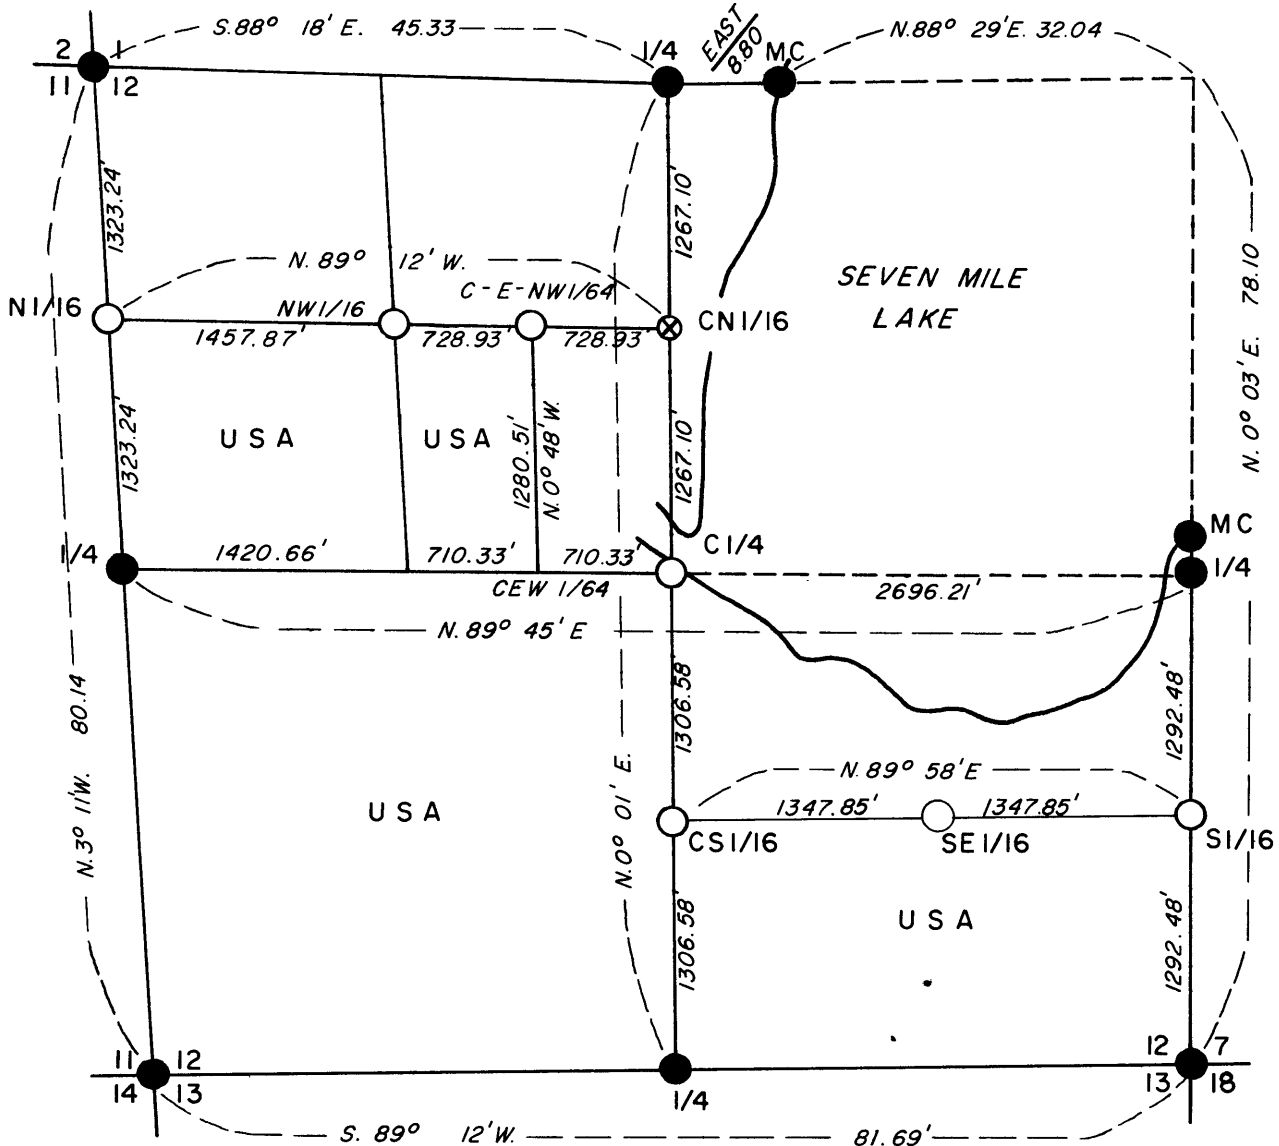 S.88° 18' E. 45.33
EAST
8.80
N.88° 29'E. 32.04
2 1
11 12
1/4
MC
1323.24'
1267.10'
N. 89° 12' W.
C-E-NW1/64
SEVEN MILE
LAKE
78.10
N1/16
NW1/16
CN1/16
1457.87'
728.93'
728.93'
N. 0° 03' E.
1323.24'
USA
USA
1280.51'
N.0° 48' W.
1267.10'
MC
1/4
1420.66'
710.33'
710.33'
C1/4
1/4
CEW 1/64
2696.21'
N.89° 45' E
N.3° 11'W. 80.14
1306.58'
1292.48'
N.0° 01' E.
N.89° 58'E
USA
1347.85'
1347.85'
CS1/16
SE1/16
S1/16
USA
1306.58'
1292.48'
11 12
14 13
1/4
12 7
13 18
S. 89° 12'W. 81.69'